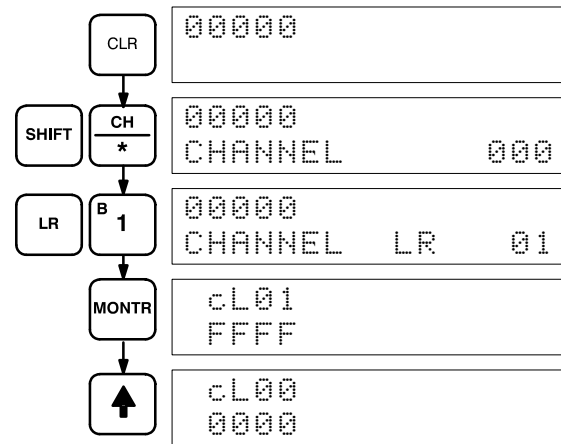 CLR
00000
SHIFT CH *
00000
CHANNEL 000
LR B 1
00000
CHANNEL LR 01
MONTR
cL01
FFFF
cL00
0000